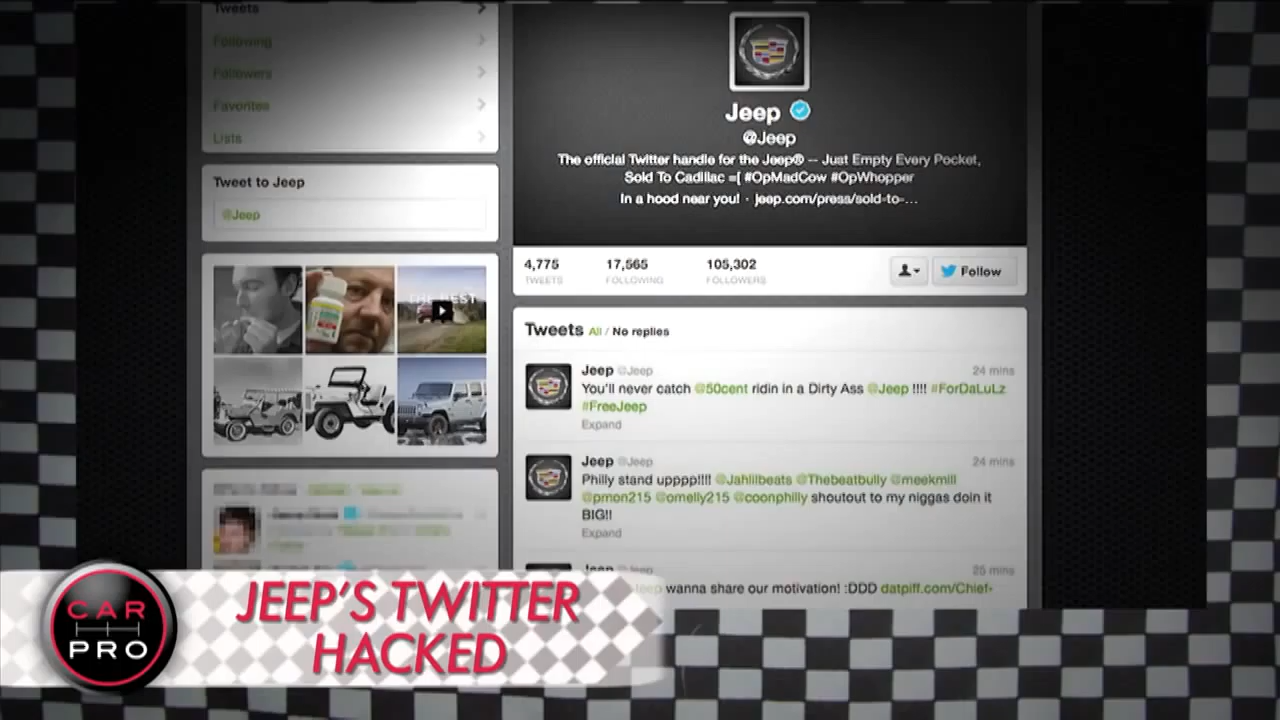 Tweets
Following
Followers
Favorites
Lists
Tweet to Jeep
@Jeep
THE BEST
Jeep
@Jeep
The official Twitter handle for the Jeep® -- Just Empty Every Pocket,
Sold To Cadillac =[ #OpMadCow #OpWhopper
In a hood near you! · jeep.com/press/sold-to-...
4,775
TWEETS
17,565
FOLLOWING
105,302
FOLLOWERS
Follow
Tweets All / No replies
Jeep @Jeep 24 mins
You'll never catch @50cent ridin in a Dirty Ass @Jeep !!!! #ForDaLuLz
#FreeJeep
Expand
Jeep @Jeep 24 mins
Philly stand uppp!!!! @Jahlilbeats @Thebeatbully @meekmill
@pmon215 @omelly215 @coonphilly shoutout to my niggas doin it
BIG!!
Expand
Jeep @Jeep 25 mins
wanna share our motivation! :DDD datpiff.com/Chief-
CAR
PRO
JEEP'S TWITTER
HACKED